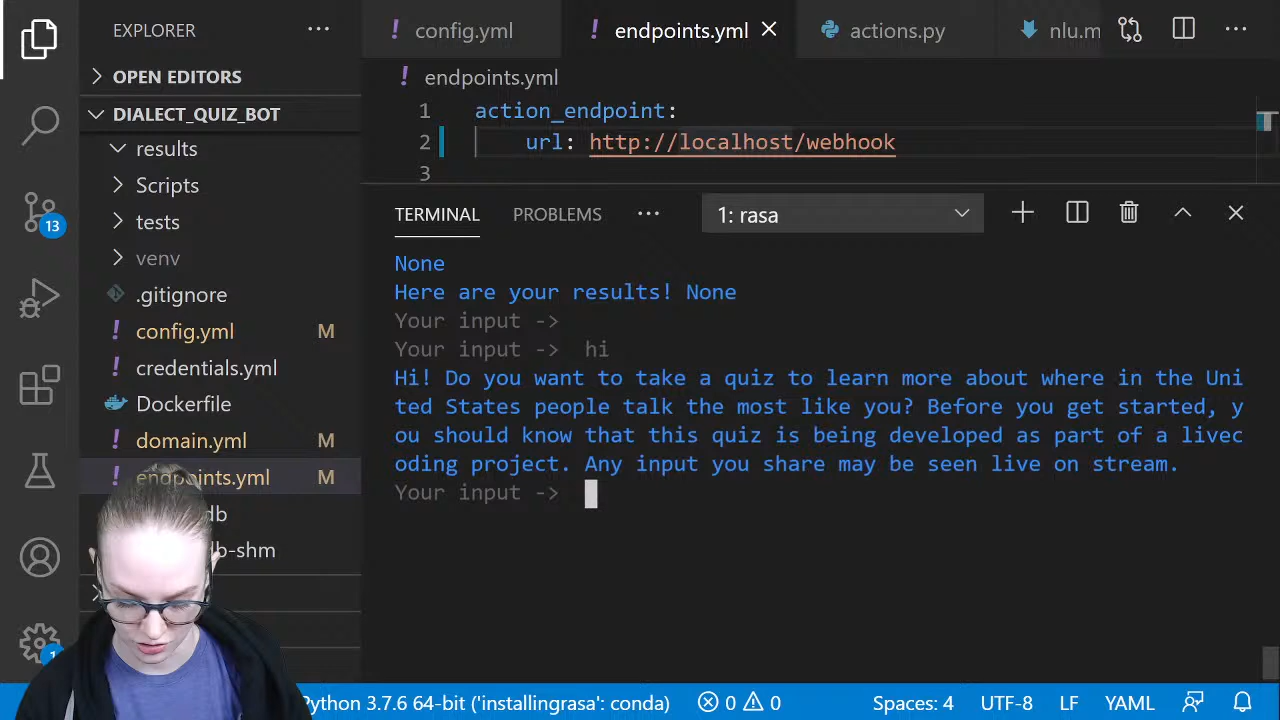 EXPLORER
config.yml
endpoints.yml
actions.py
nlu.m
OPEN EDITORS
DIALECT_QUIZ_BOT
results
Scripts
tests
venv
.gitignore
config.yml M
credentials.yml
Dockerfile
domain.yml M
endpoints.yml M
db
b-shm
13
1
endpoints.yml
1 action_endpoint:
2 url: http://localhost/webhook
3
TERMINAL PROBLEMS 1: rasa
None
Here are your results! None
Your input ->
Your input -> hi
Hi! Do you want to take a quiz to learn more about where in the Uni
ted States people talk the most like you? Before you get started, y
ou should know that this quiz is being developed as part of a livec
oding project. Any input you share may be seen live on stream.
Your input ->
Python 3.7.6 64-bit ('installingrasa': conda) 0 0 Spaces: 4 UTF-8 LF YAML